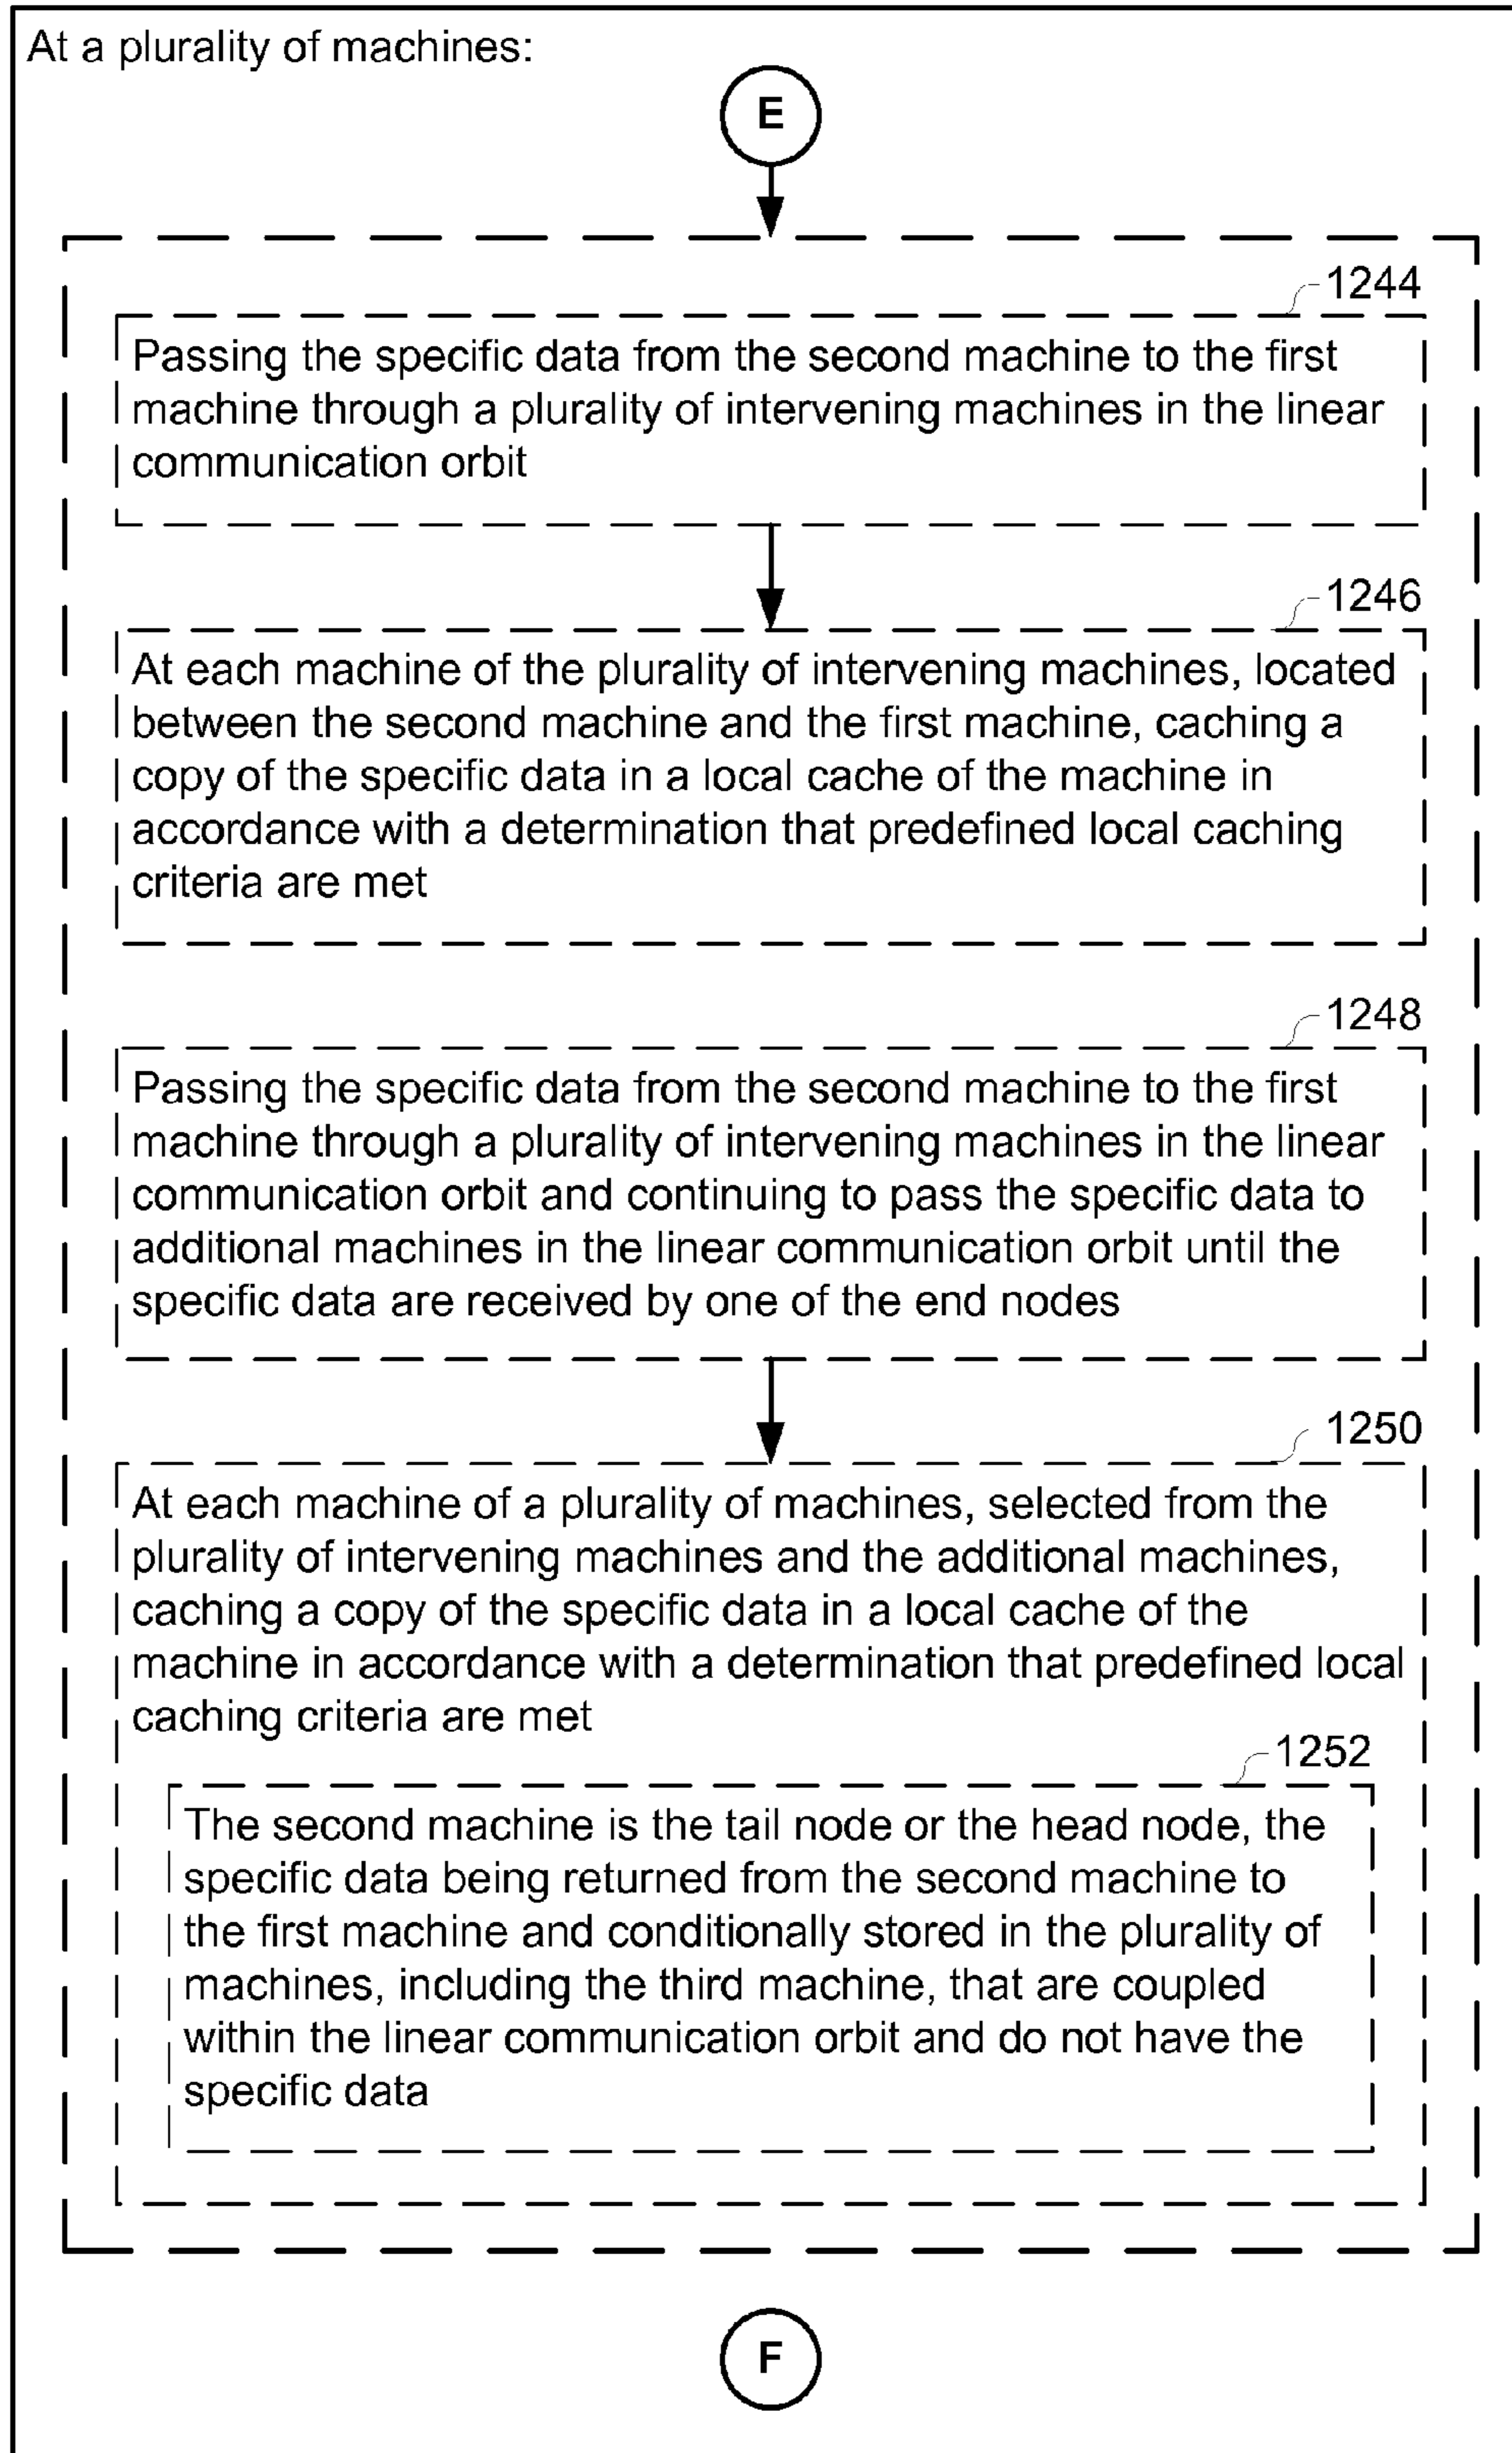 At a plurality of machines:
E
1244
Passing the specific data from the second machine to the first
machine through a plurality of intervening machines in the linear
communication orbit
1246
At each machine of the plurality of intervening machines, located
between the second machine and the first machine, caching a
copy of the specific data in a local cache of the machine in
accordance with a determination that predefined local caching
criteria are met
1248
Passing the specific data from the second machine to the first
machine through a plurality of intervening machines in the linear
communication orbit and continuing to pass the specific data to
additional machines in the linear communication orbit until the
specific data are received by one of the end nodes
1250
At each machine of a plurality of machines, selected from the
plurality of intervening machines and the additional machines,
caching a copy of the specific data in a local cache of the
machine in accordance with a determination that predefined local
caching criteria are met
1252
The second machine is the tail node or the head node, the
specific data being returned from the second machine to
the first machine and conditionally stored in the plurality of
machines, including the third machine, that are coupled
within the linear communication orbit and do not have the
specific data
F